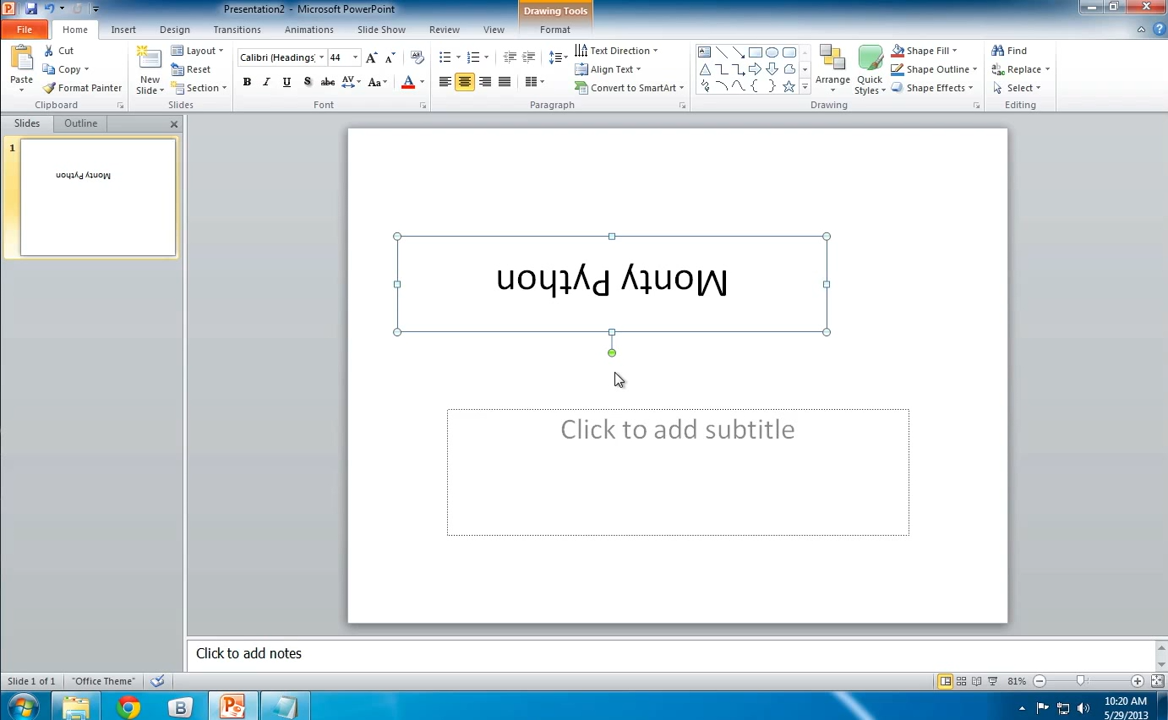 Presentation2 - Microsoft PowerPoint
Drawing Tools
File Home Insert Design Transitions Animations Slide Show Review View Format
Paste
Cut
Copy
Format Painter
Clipboard
New Slide
Layout
Reset
Section
Slides
Calibri (Headings) 44
B I U S abc AV Aa A
Font
Text Direction
Align Text
Convert to SmartArt
Paragraph
Arrange
Quick Styles
Shape Fill
Shape Outline
Shape Effects
Drawing
Find
Replace
Select
Editing
Slides Outline
1
Monty Python
Monty Python
Click to add subtitle
Click to add notes
Slide 1 of 1 "Office Theme" 81%
10:20 AM
5/29/2013